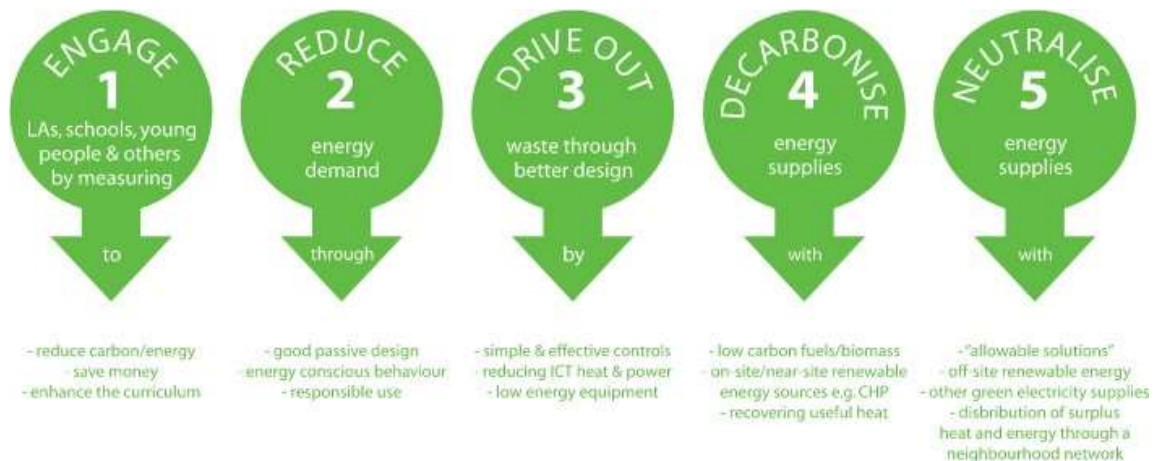 ENGAGE
1
LAs, schools, young
people & others
by measuring
to
- reduce carbon/energy
- save money
- enhance the curriculum
REDUCE
2
energy
demand
through
- good passive design
- energy conscious behaviour
- responsible use
DRIVE OUT
3
waste through
better design
by
- simple & effective controls
- reducing ICT heat & power
- low energy equipment
DECARBONISE
4
energy
supplies
with
- low carbon fuels/biomass
- on-site/near-site renewable
energy sources e.g. CHP
- recovering useful heat
NEUTRALISE
5
energy
supplies
with
- "allowable solutions"
- off-site renewable energy
- other green electricity supplies
- disbribution of surplus
heat and energy through a
neighbourhood network